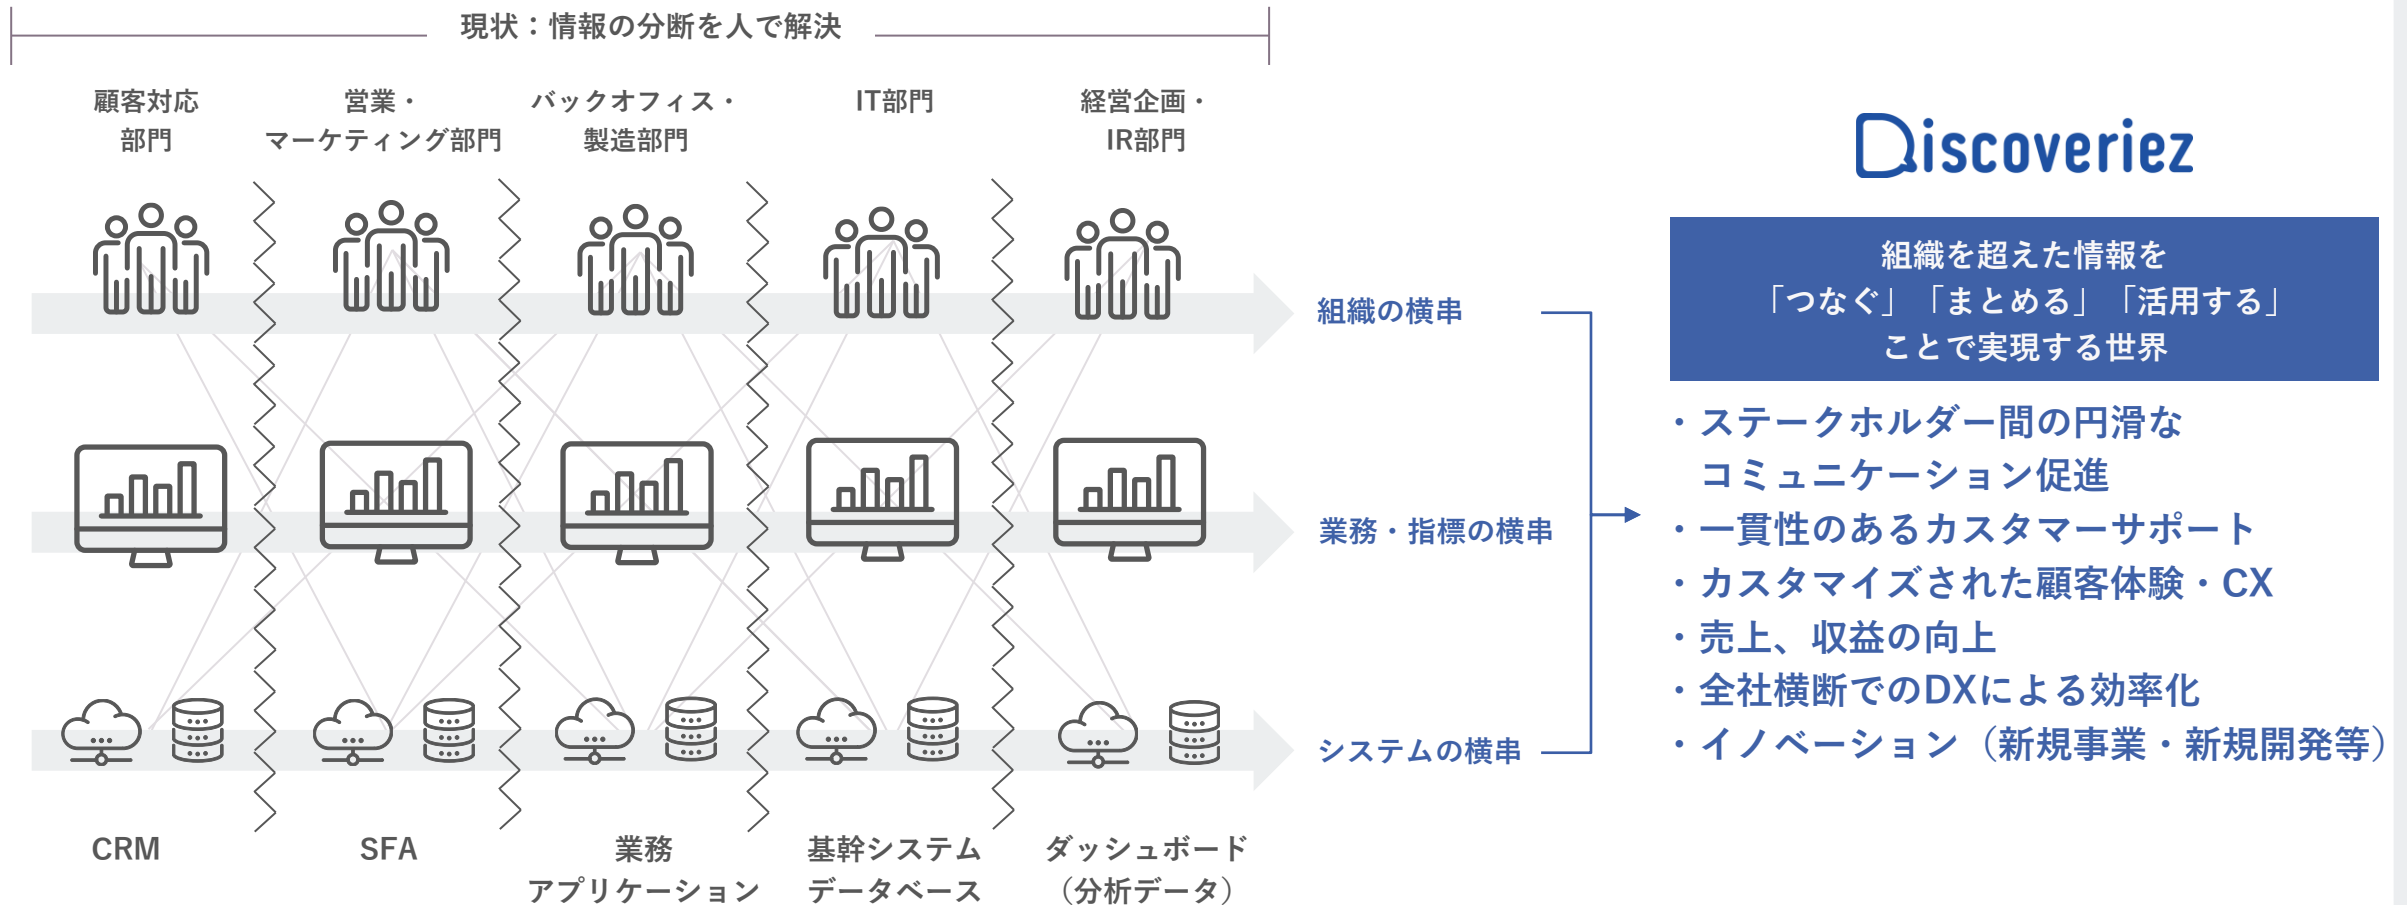 現状：情報の分断を人で解決
顧客対応
部門
営業・
マーケティング部門
バックオフィス・
製造部門
IT部門
経営企画・
IR部門
組織の横串
業務・指標の横串
システムの横串
CRM
SFA
業務
アプリケーション
基幹システム
データベース
ダッシュボード
（分析データ）
Discoveriez
組織を超えた情報を
「つなぐ」「まとめる」「活用する」
ことで実現する世界
・ステークホルダー間の円滑な
コミュニケーション促進
・一貫性のあるカスタマーサポート
・カスタマイズされた顧客体験・CX
・売上、収益の向上
・全社横断でのDXによる効率化
・イノベーション（新規事業・新規開発等）